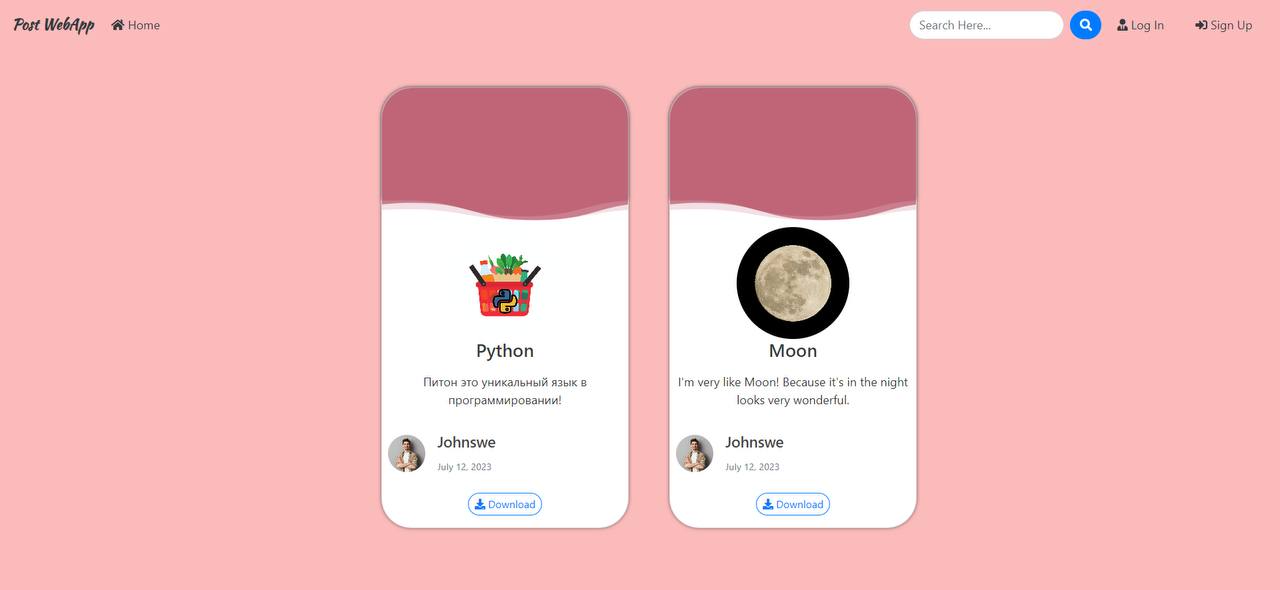 Post WebApp Home Search Here... Log In Sign Up
Python
Питон это уникальный язык в
программировании!
Johnswe
July 12, 2023
Download
Moon
I'm very like Moon! Because it's in the night
looks very wonderful.
Johnswe
July 12, 2023
Download